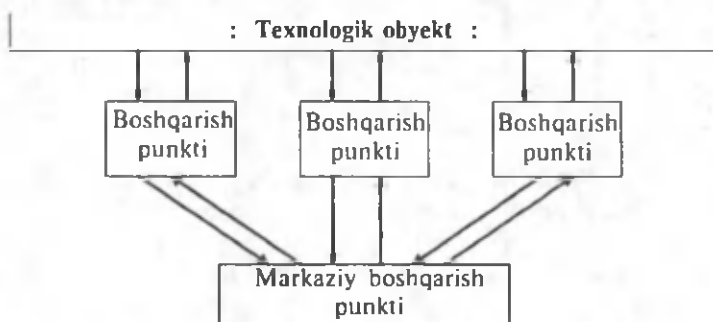 : Texnologik obyekt :
Boshqarish
punkti
Boshqarish
punkti
Boshqarish
punkti
Markaziy boshqarish
punkti